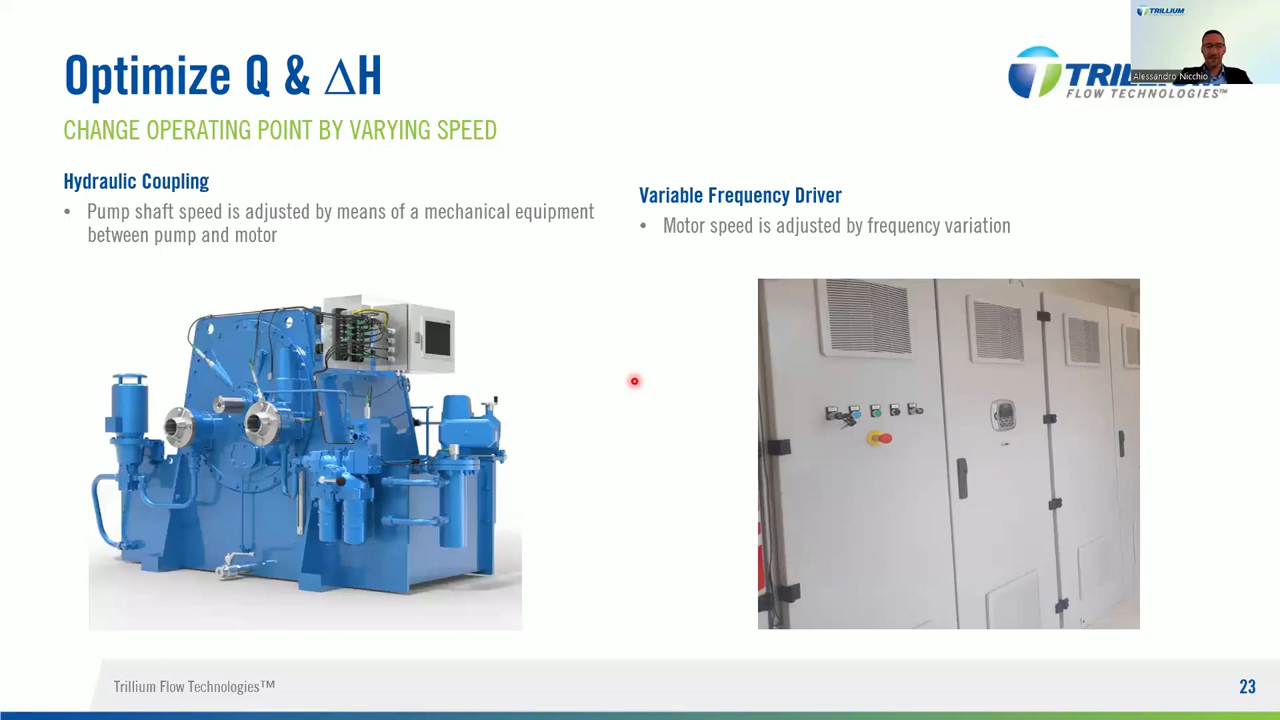 Optimize Q & ΔH
CHANGE OPERATING POINT BY VARYING SPEED
Hydraulic Coupling
• Pump shaft speed is adjusted by means of a mechanical equipment
between pump and motor
Variable Frequency Driver
• Motor speed is adjusted by frequency variation
TRILLIUM
Alessandro Nicchio
FLOW TECHNOLOGIES™
Trillium Flow Technologies™
23